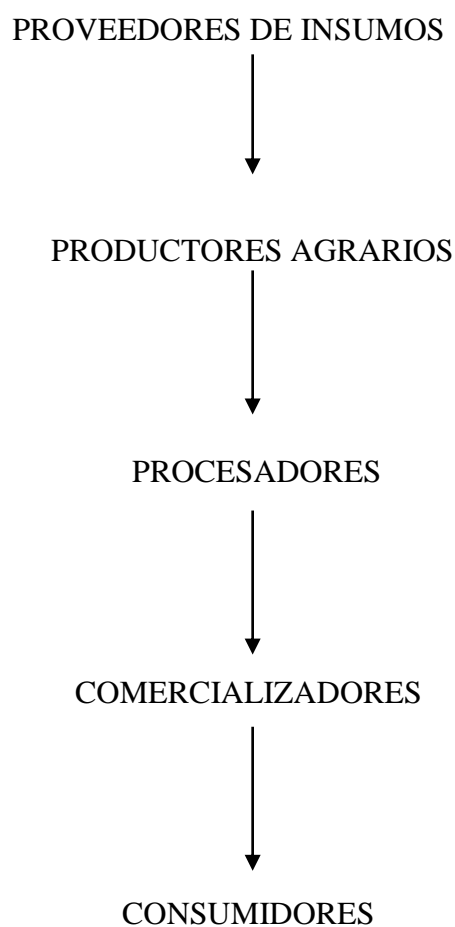 PROVEEDORES DE INSUMOS
PRODUCTORES AGRARIOS
PROCESADORES
COMERCIALIZADORES
CONSUMIDORES